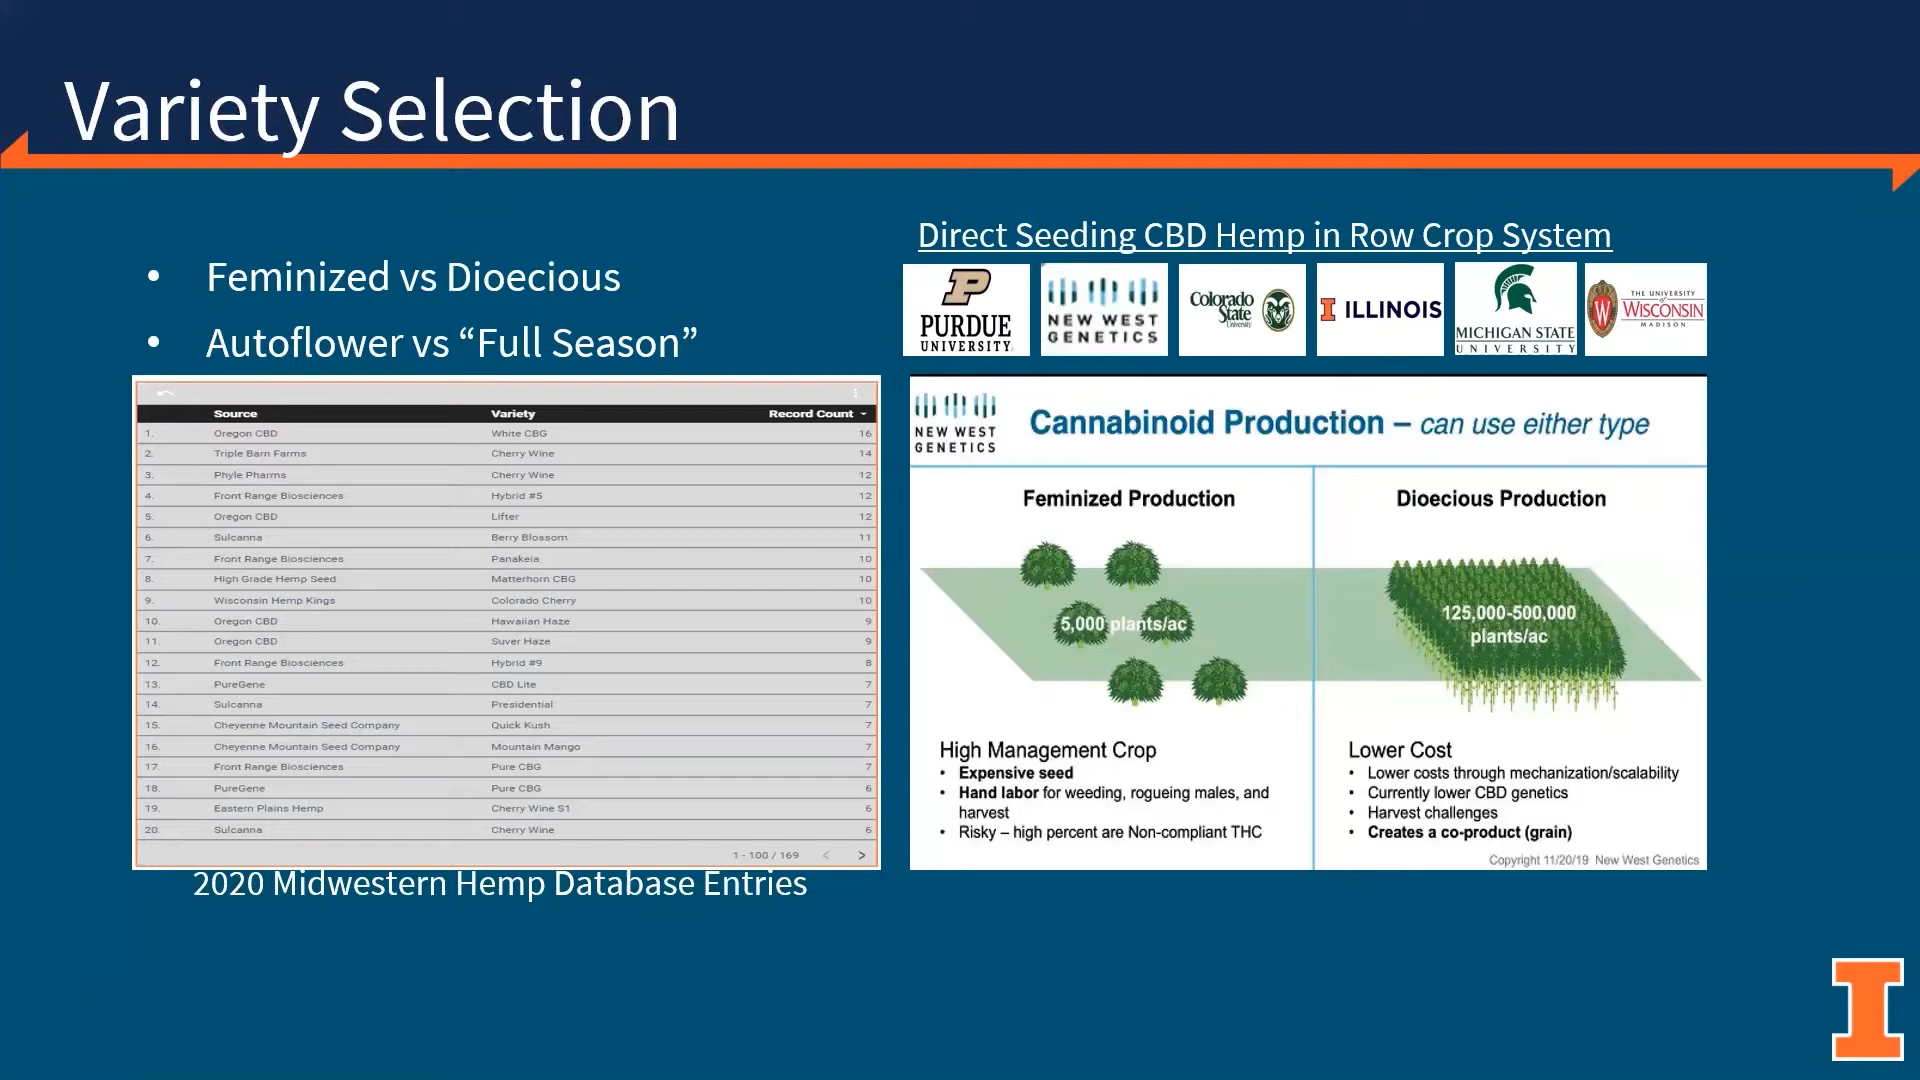 Variety Selection
• Feminized vs Dioecious
• Autoflower vs “Full Season”
Source Variety Record Count
1. Oregon CBD White CBG 16
2. Triple Barn Farms Cherry Wine 14
3. Phyle Pharms Cherry Wine 12
4. Front Range Biosciences Hybrid #5 12
5. Oregon CBD Lifter 12
6. Sulcanna Berry Blossom 11
7. Front Range Biosciences Panakeia 10
8. High Grade Hemp Seed Matterhorn CBG 10
9. Wisconsin Hemp Kings Colorado Cherry 10
10. Oregon CBD Hawaiian Haze 9
11. Oregon CBD Suver Haze 9
12. Front Range Biosciences Hybrid #9 8
13. PureGene CBD Lite 7
14. Sulcanna Presidential 7
15. Cheyenne Mountain Seed Company Quick Kush 7
16. Cheyenne Mountain Seed Company Mountain Mango 7
17. Front Range Biosciences Pure CBG 7
18. PureGene Pure CBG 6
19. Eastern Plains Hemp Cherry Wine S1 6
20. Sulcanna Cherry Wine 6
1 - 100 / 169 < >
2020 Midwestern Hemp Database Entries
Direct Seeding CBD Hemp in Row Crop System
P
PURDUE
UNIVERSITY.
NEW WEST
GENETICS
Colorado
State
University
I ILLINOIS
MICHIGAN STATE
UNIVERSITY
W
THE UNIVERSITY
of
WISCONSIN
MADISON
NEW WEST
GENETICS
Cannabinoid Production – can use either type
Feminized Production
5,000 plants/ac
High Management Crop
• Expensive seed
• Hand labor for weeding, rogueing males, and
harvest
• Risky – high percent are Non-compliant THC
Dioecious Production
125,000-500,000
plants/ac
Lower Cost
• Lower costs through mechanization/scalability
• Currently lower CBD genetics
• Harvest challenges
• Creates a co-product (grain)
Copyright 11/20/19 New West Genetics
I